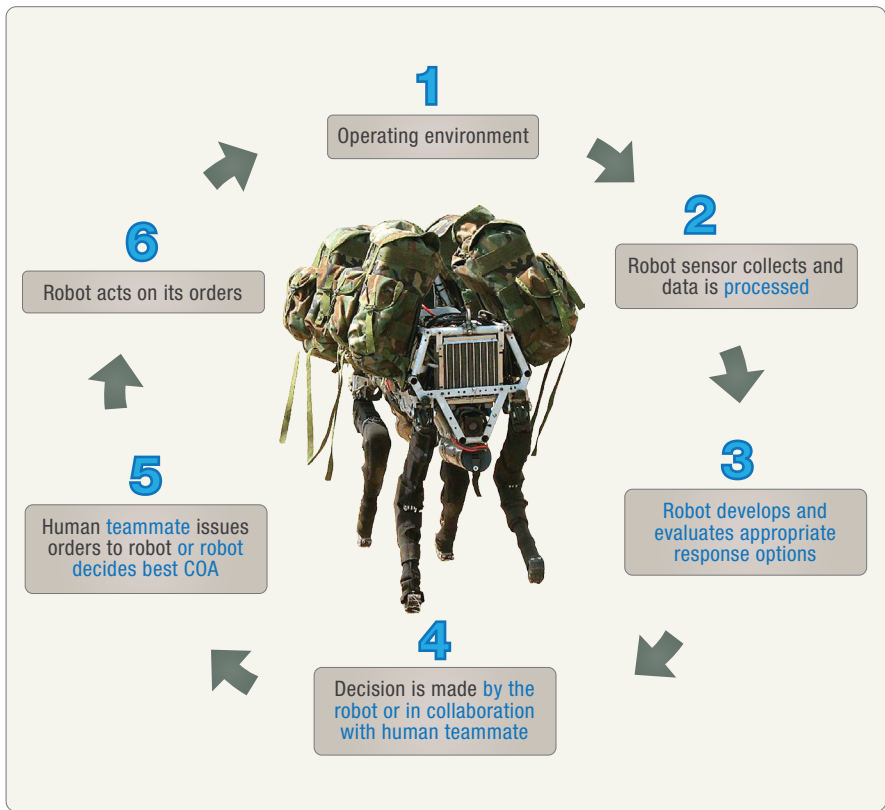 1
Operating environment
2
Robot sensor collects and
data is processed
3
Robot develops and
evaluates appropriate
response options
4
Decision is made by the
robot or in collaboration
with human teammate
5
Human teammate issues
orders to robot or robot
decides best COA
6
Robot acts on its orders